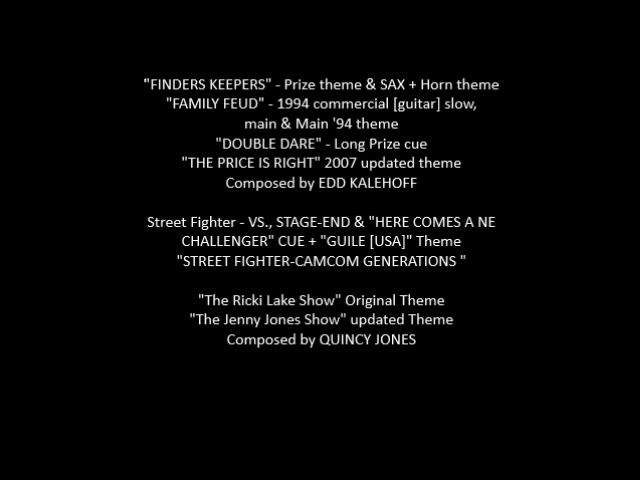 "FINDERS KEEPERS" - Prize theme & SAX + Horn theme
"FAMILY FEUD" - 1994 commercial [guitar] slow,
main & Main '94 theme
"DOUBLE DARE" - Long Prize cue
"THE PRICE IS RIGHT" 2007 updated theme
Composed by EDD KALEHOFF
Street Fighter - VS., STAGE-END & "HERE COMES A NE
CHALLENGER" CUE + "GUILE [USA]" Theme
"STREET FIGHTER-CAMCOM GENERATIONS "
"The Ricki Lake Show" Original Theme
"The Jenny Jones Show" updated Theme
Composed by QUINCY JONES